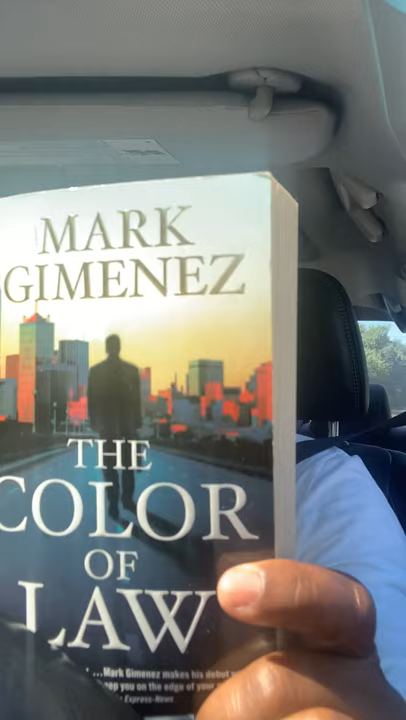 MARK
GIMENEZ
THE
COLOR
OF
LAW
...Mark Gimenez makes his debut
eep you on the edge of your
Express-News